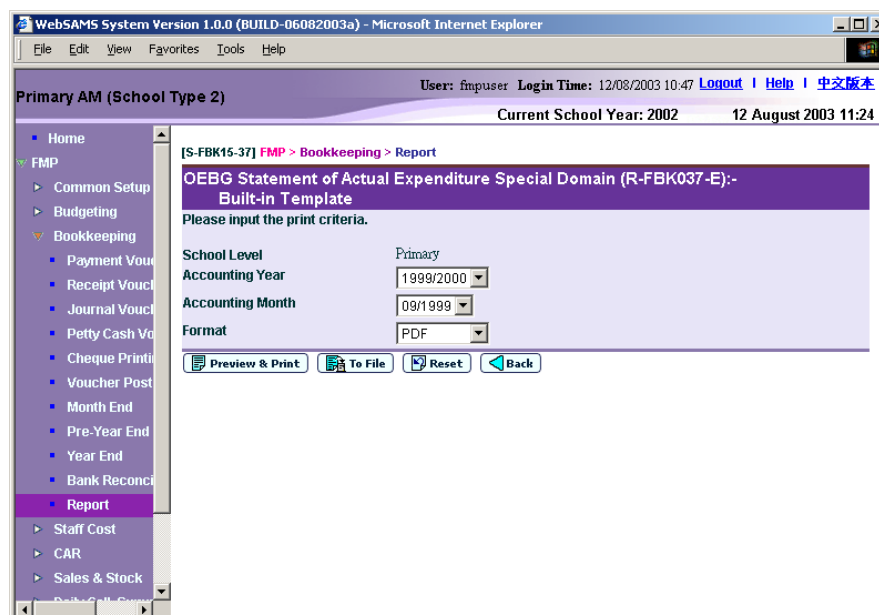 WebSAMS System Version 1.0.0 (BUILD-06082003a) - Microsoft Internet Explorer
File Edit View Favorites Tools Help
Primary AM (School Type 2)
User: fmpuser Login Time: 12/08/2003 10:47 Logout | Help | 中文版本
Current School Year: 2002 12 August 2003 11:24
Home
FMP
Common Setup
Budgeting
Bookkeeping
Payment Vou
Receipt Vouc
Journal Vouc
Petty Cash Vo
Cheque Printi
Voucher Post
Month End
Pre-Year End
Year End
Bank Reconci
Report
Staff Cost
CAR
Sales & Stock
[S-FBK15-37] FMP > Bookkeeping > Report
OEBG Statement of Actual Expenditure Special Domain (R-FBK037-E):-
Built-in Template
Please input the print criteria.
School Level Primary
Accounting Year 1999/2000
Accounting Month 09/1999
Format PDF
Preview & Print To File Reset Back